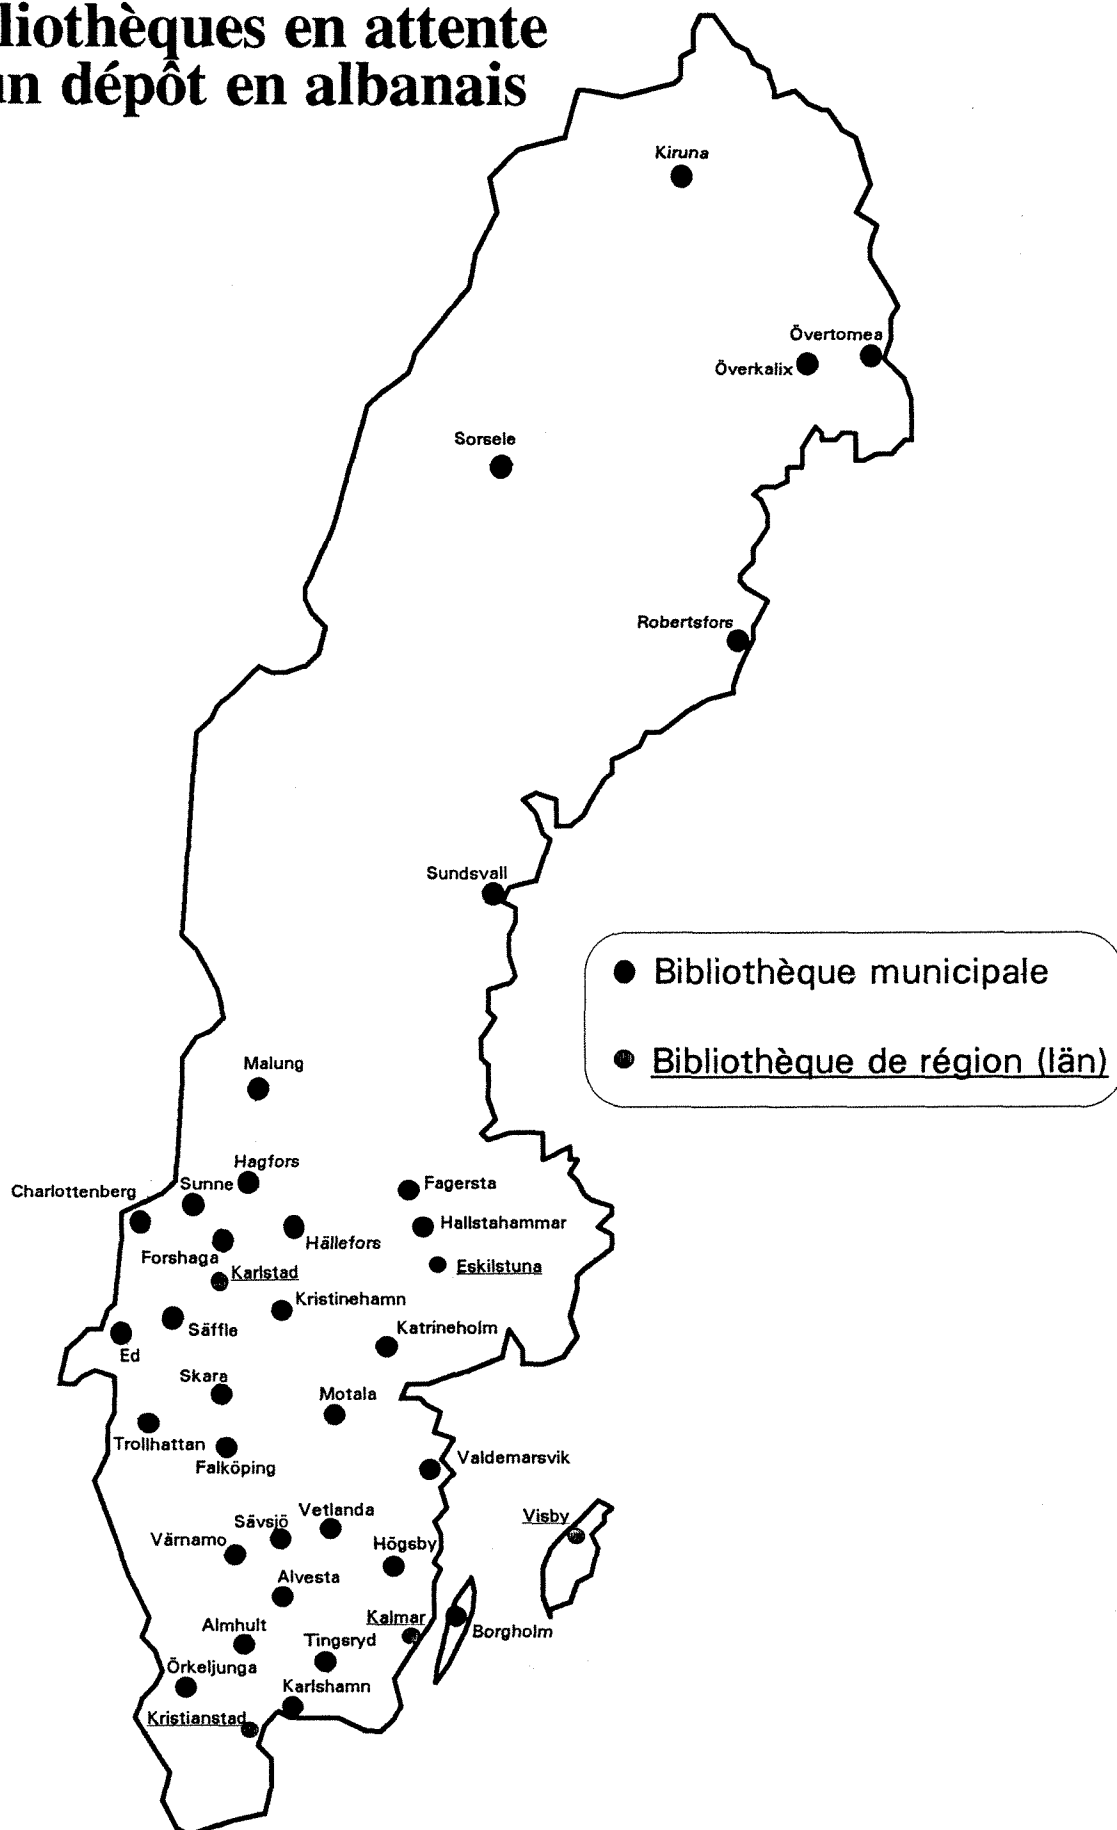 liothèques en attente
un dépôt en albanais
Kiruna
Övertomea
Överkalix
Sorsele
Robertsfors
Sundsvall
Bibliothèque municipale
Bibliothèque de région (län)
Malung
Hagfors
Sunne
Charlottenberg
Fagersta
Hallstahammar
Hällefors
Forshaga
Karlstad
Eskilstuna
Kristinehamn
Säffle
Katrineholm
Ed
Skara
Motala
Trollhattan
Falköping
Valdemarsvik
Vetlanda
Sävsjö
Visby
Värnamo
Högsby
Alvesta
Almhult
Kalmar
Borgholm
Tingsryd
Örkeljunga
Karlshamn
Kristianstad